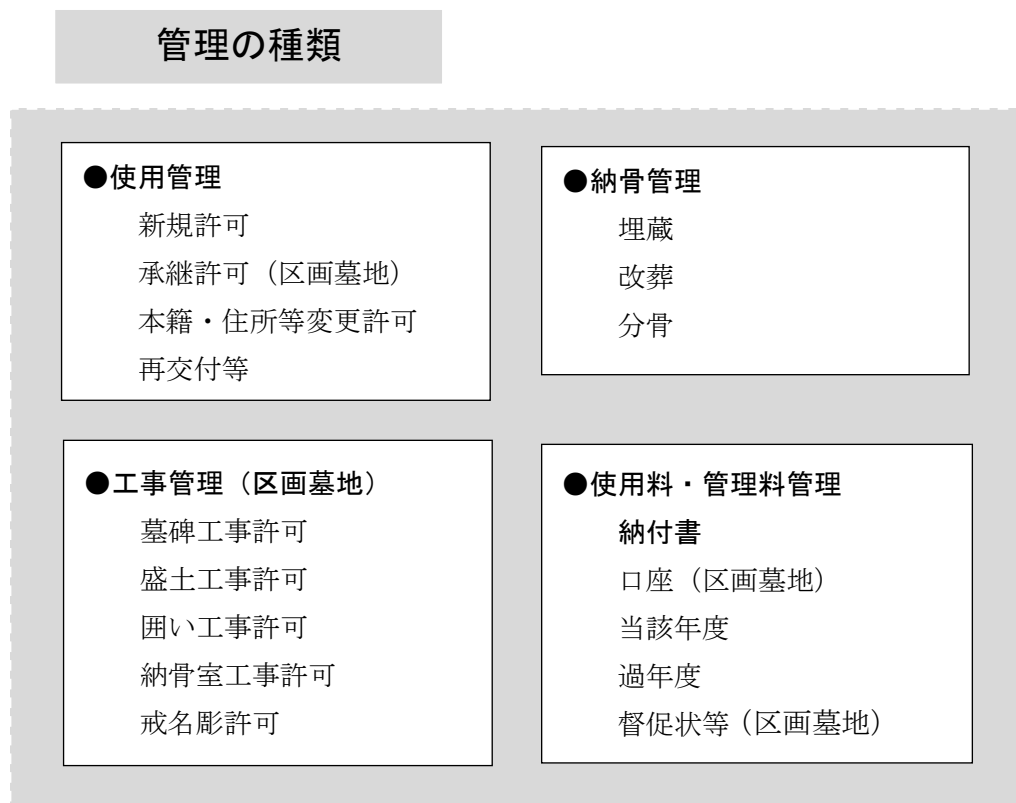 管理の種類
●使用管理
新規許可
承継許可（区画墓地）
本籍・住所等変更許可
再交付等
●納骨管理
埋蔵
改葬
分骨
●工事管理（区画墓地）
墓碑工事許可
盛土工事許可
囲い工事許可
納骨室工事許可
戒名彫許可
●使用料・管理料管理
納付書
口座（区画墓地）
当該年度
過年度
督促状等（区画墓地）